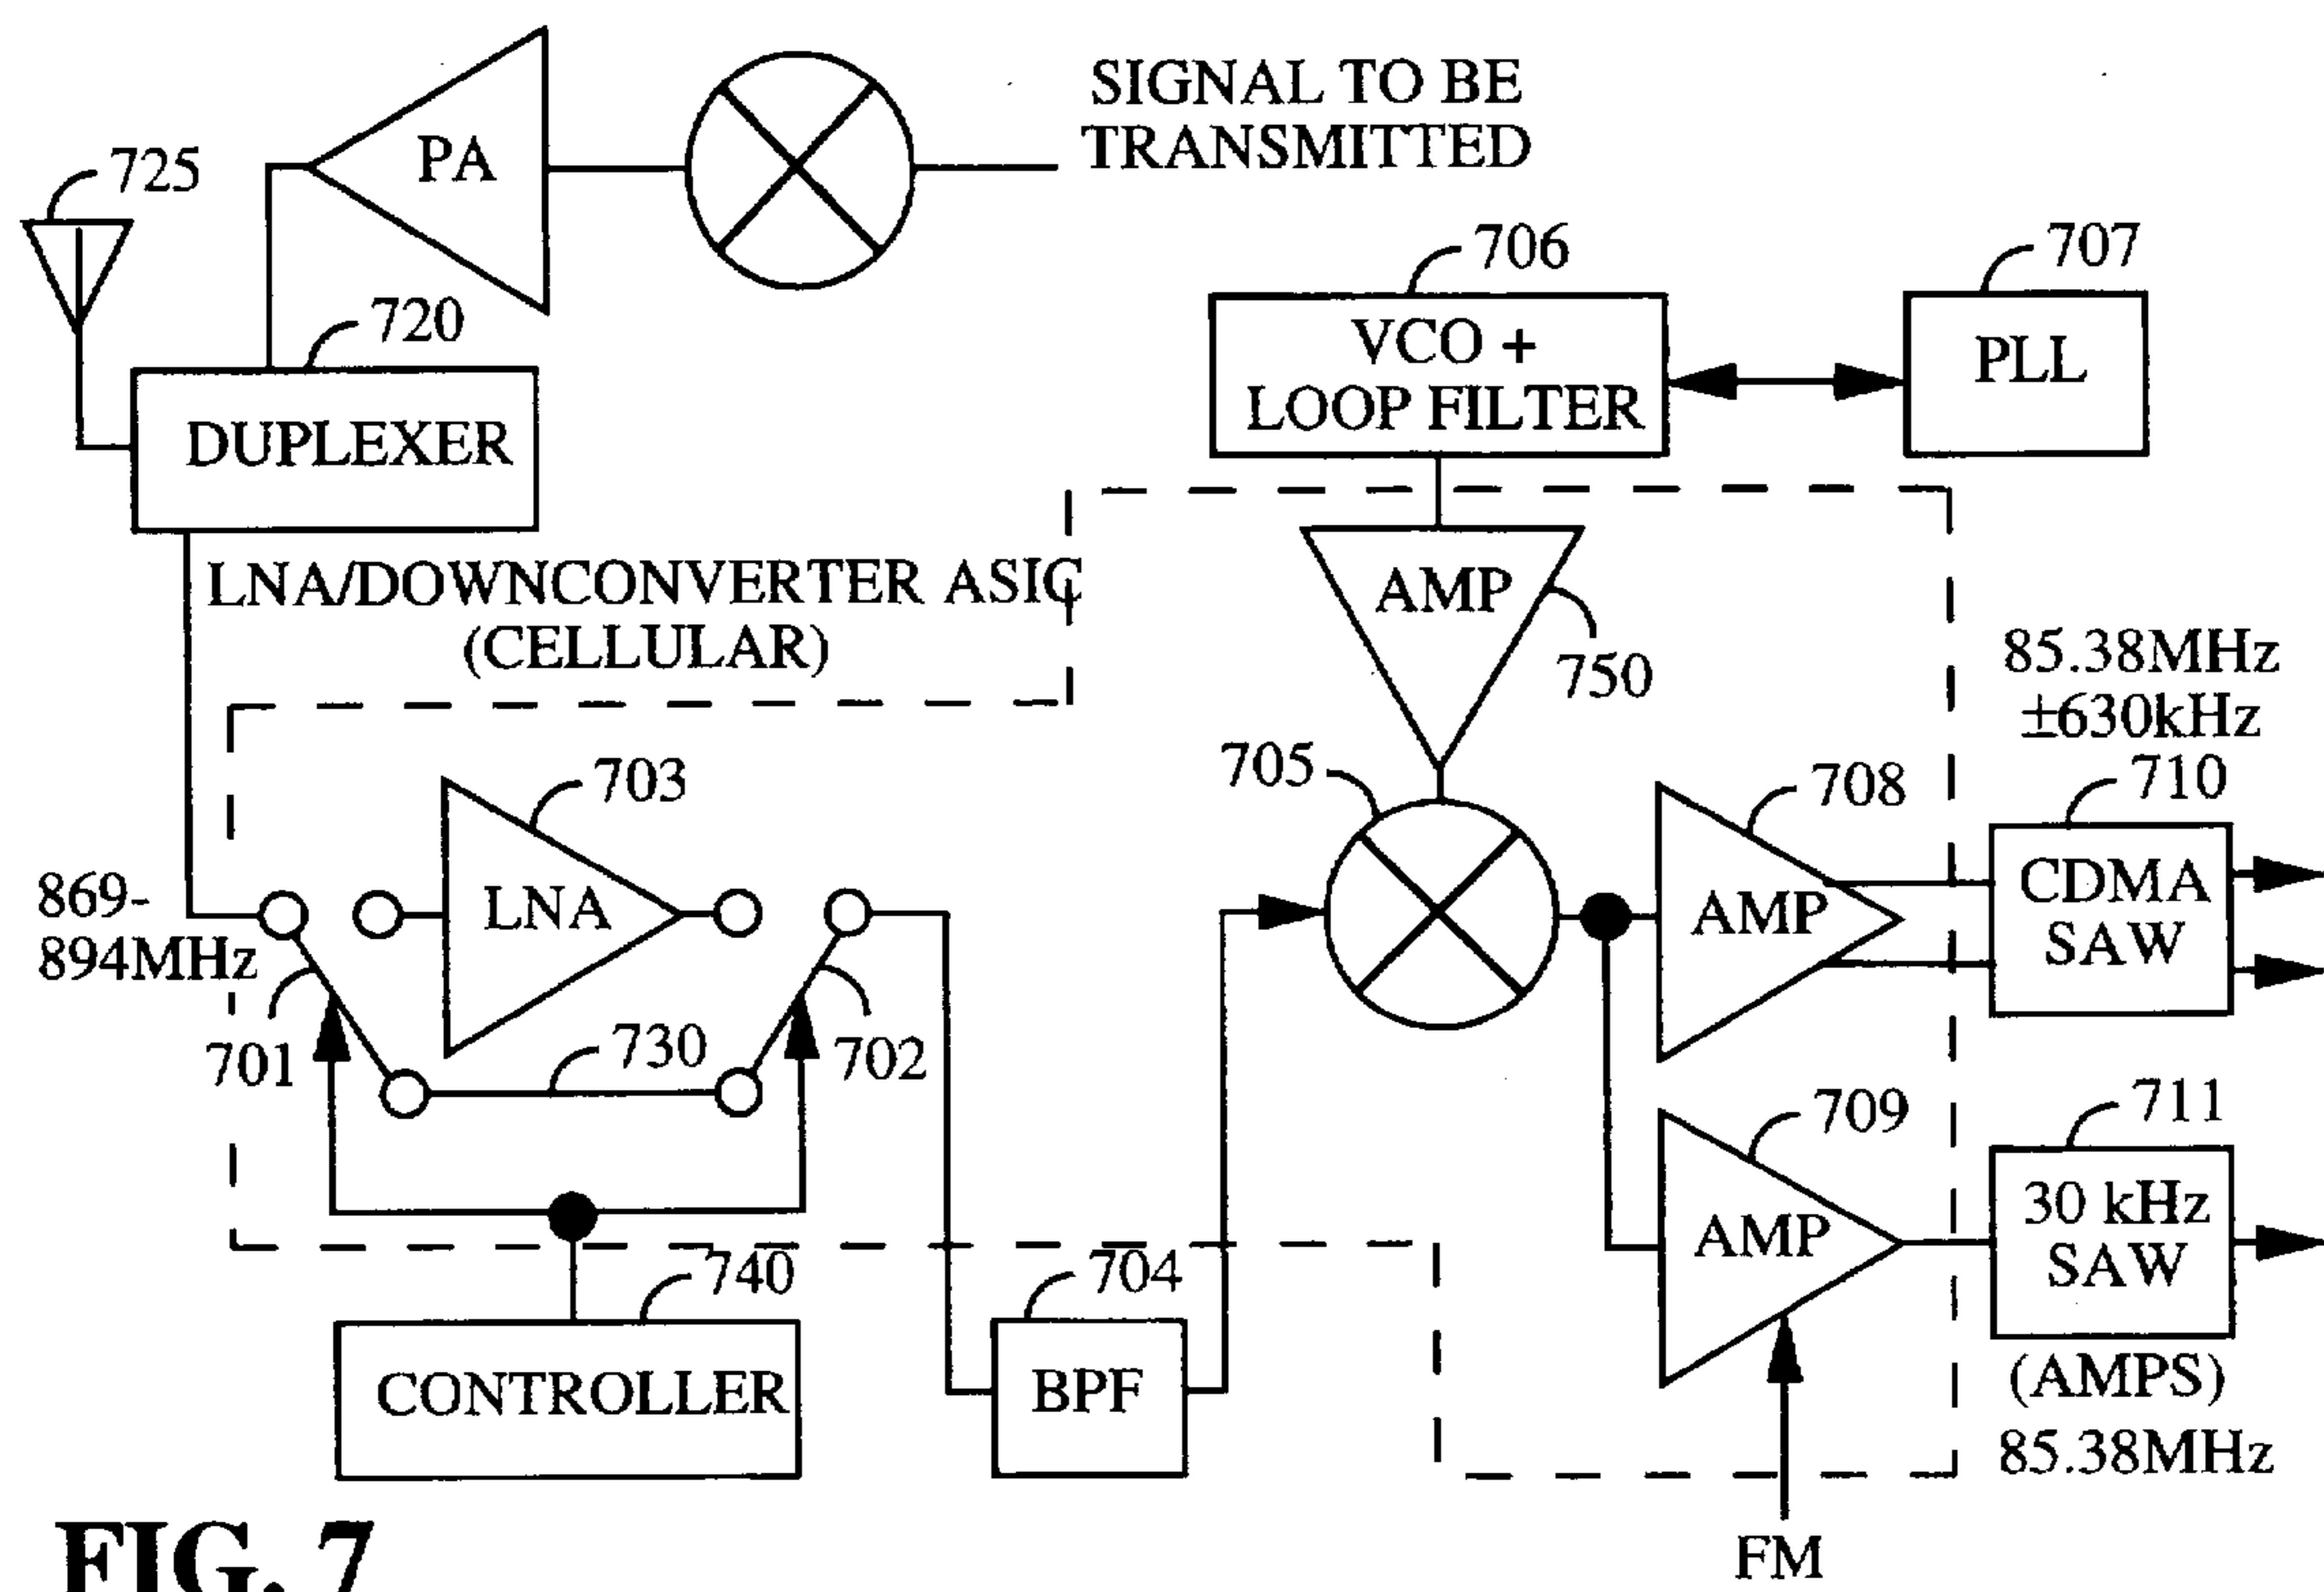 SIGNAL TO BE
TRANSMITTED
PA
725
720
DUPLEXER
706
VCO +
LOOP FILTER
707
PLL
LNA/DOWNCONVERTER ASIC
(CELLULAR)
AMP
750
85.38MHz
±630kHz
710
CDMA
SAW
703
LNA
869-
894MHz
701
730
702
705
708
AMP
709
AMP
711
30 kHz
SAW
(AMPS)
85.38MHz
740
CONTROLLER
704
BPF
FM
FIG. 7